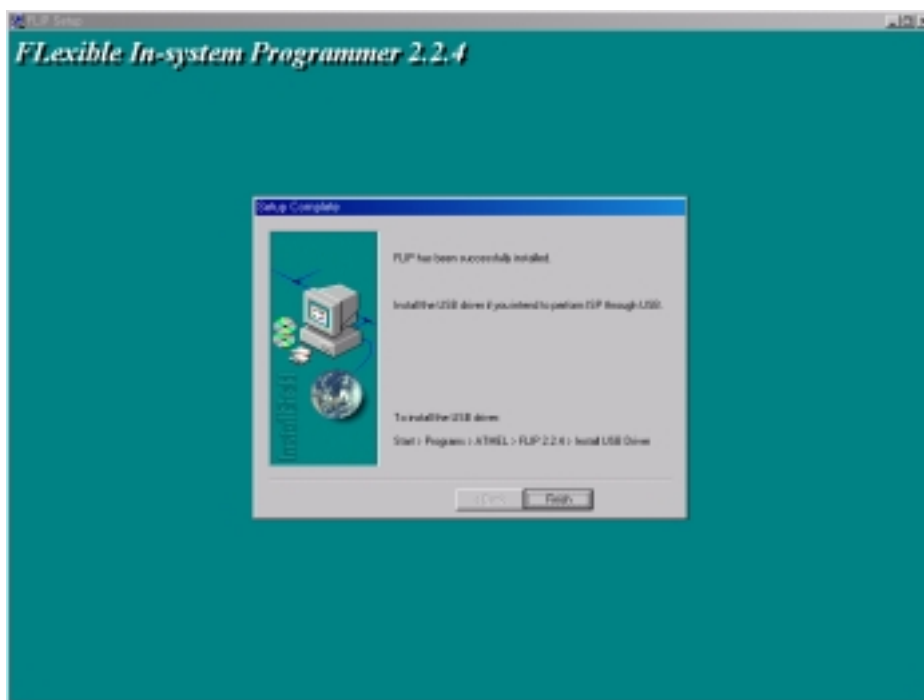 FLIP Setup
FLexible In-system Programmer 2.2.4
Setup Complete
FLIP has been successfully installed.
Install the USB driver if you intend to perform ISP through USB.
InstallShield
To install the USB driver:
Start > Programs > ATMEL > FLIP 2.2.4 > Install USB Driver
< Back
Finish